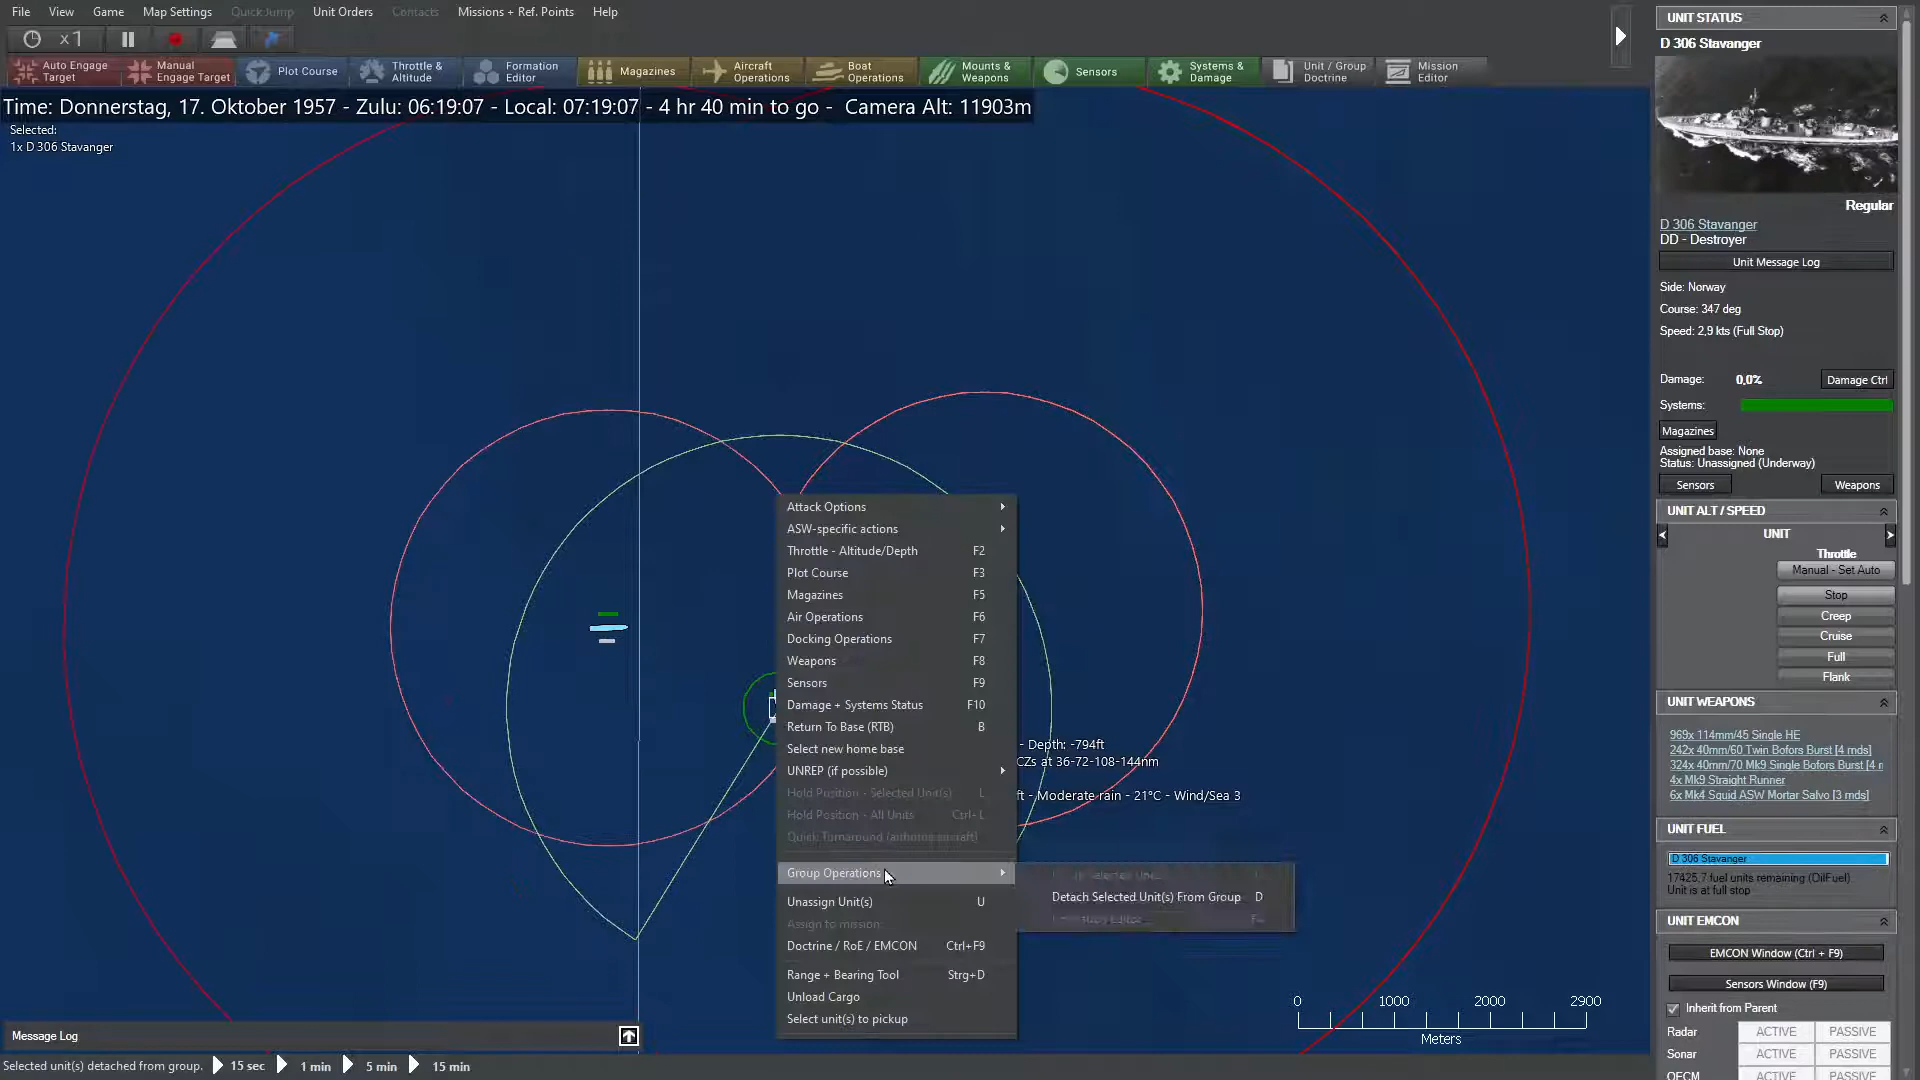 File View Game Map Settings Quick Jump Unit Orders Contacts Missions + Ref. Points Help
x1
Auto Engage Target
Manual Engage Target
Plot Course
Throttle & Altitude
Formation Editor
Magazines
Aircraft Operations
Boat Operations
Mounts & Weapons
Sensors
Systems & Damage
Unit / Group Doctrine
Mission Editor
Time: Donnerstag, 17. Oktober 1957 - Zulu: 06:19:07 - Local: 07:19:07 - 4 hr 40 min to go - Camera Alt: 11903m
Selected:
1x D 306 Stavanger
Attack Options
ASW-specific actions
Throttle - Altitude/Depth F2
Plot Course F3
Magazines F5
Air Operations F6
Docking Operations F7
Weapons F8
Sensors F9
Damage + Systems Status F10
Return To Base (RTB) B
Select new home base
UNREP (if possible)
Hold Position - Selected Unit(s) L
Hold Position - All Units Ctrl+L
Quick Turnaround (airborne aircraft)
Group Operations
Unassign Unit(s) U
Assign to mission
Doctrine / RoE / EMCON Ctrl+F9
Range + Bearing Tool Strg+D
Unload Cargo
Select unit(s) to pickup
Detach Selected Unit(s) From Group D
- Depth: -794ft
CZs at 36-72-108-144nm
ft - Moderate rain - 21°C - Wind/Sea 3
0 1000 2000 2900
Meters
Message Log
Selected unit(s) detached from group. 15 sec 1 min 5 min 15 min
UNIT STATUS
D 306 Stavanger
Regular
D 306 Stavanger
DD - Destroyer
Unit Message Log
Side: Norway
Course: 347 deg
Speed: 2,9 kts (Full Stop)
Damage: 0,0% Damage Ctrl
Systems:
Magazines
Assigned base: None
Status: Unassigned (Underway)
Sensors Weapons
UNIT ALT / SPEED
UNIT
Throttle
Manual - Set Auto
Stop
Creep
Cruise
Full
Flank
UNIT WEAPONS
969x 114mm/45 Single HE
242x 40mm/60 Twin Bofors Burst [4 rnds]
324x 40mm/70 Mk9 Single Bofors Burst [4 r
4x Mk9 Straight Runner
6x Mk4 Squid ASW Mortar Salvo [3 rnds]
UNIT FUEL
D 306 Stavanger
17425,7 fuel units remaining (OilFuel)
Unit is at full stop
UNIT EMCON
EMCON Window (Ctrl + F9)
Sensors Window (F9)
Inherit from Parent
Radar ACTIVE PASSIVE
Sonar ACTIVE PASSIVE
OECM ACTIVE PASSIVE